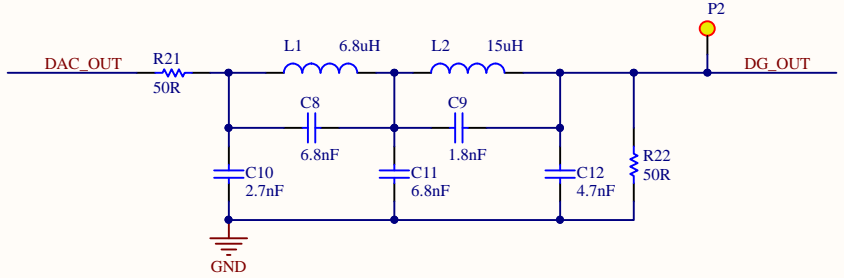 P2
L1 6.8uH L2 15uH
DAC_OUT R21 DG_OUT
50R
C8 C9
6.8nF 1.8nF
R22
C10 C11 C12 50R
2.7nF 6.8nF 4.7nF
GND